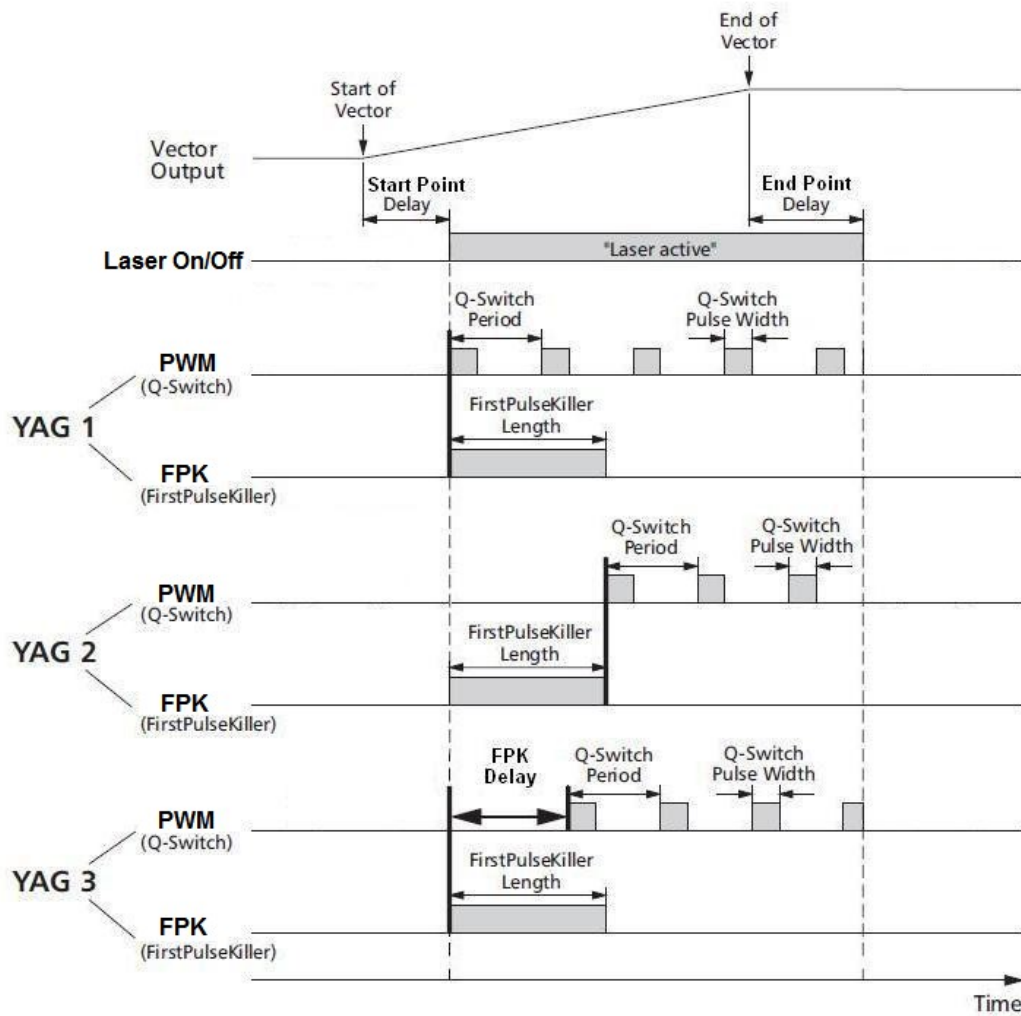 End of
Vector
Start of
Vector
Vector
Output
Start Point
Delay
End Point
Delay
Laser On/Off
"Laser active"
Q-Switch
Period
Q-Switch
Pulse Width
PWM
(Q-Switch)
YAG 1
FirstPulseKiller
Length
FPK
(FirstPulseKiller)
Q-Switch
Period
Q-Switch
Pulse Width
PWM
(Q-Switch)
YAG 2
FirstPulseKiller
Length
FPK
(FirstPulseKiller)
FPK
Delay
Q-Switch
Period
Q-Switch
Pulse Width
PWM
(Q-Switch)
YAG 3
FirstPulseKiller
Length
FPK
(FirstPulseKiller)
Time